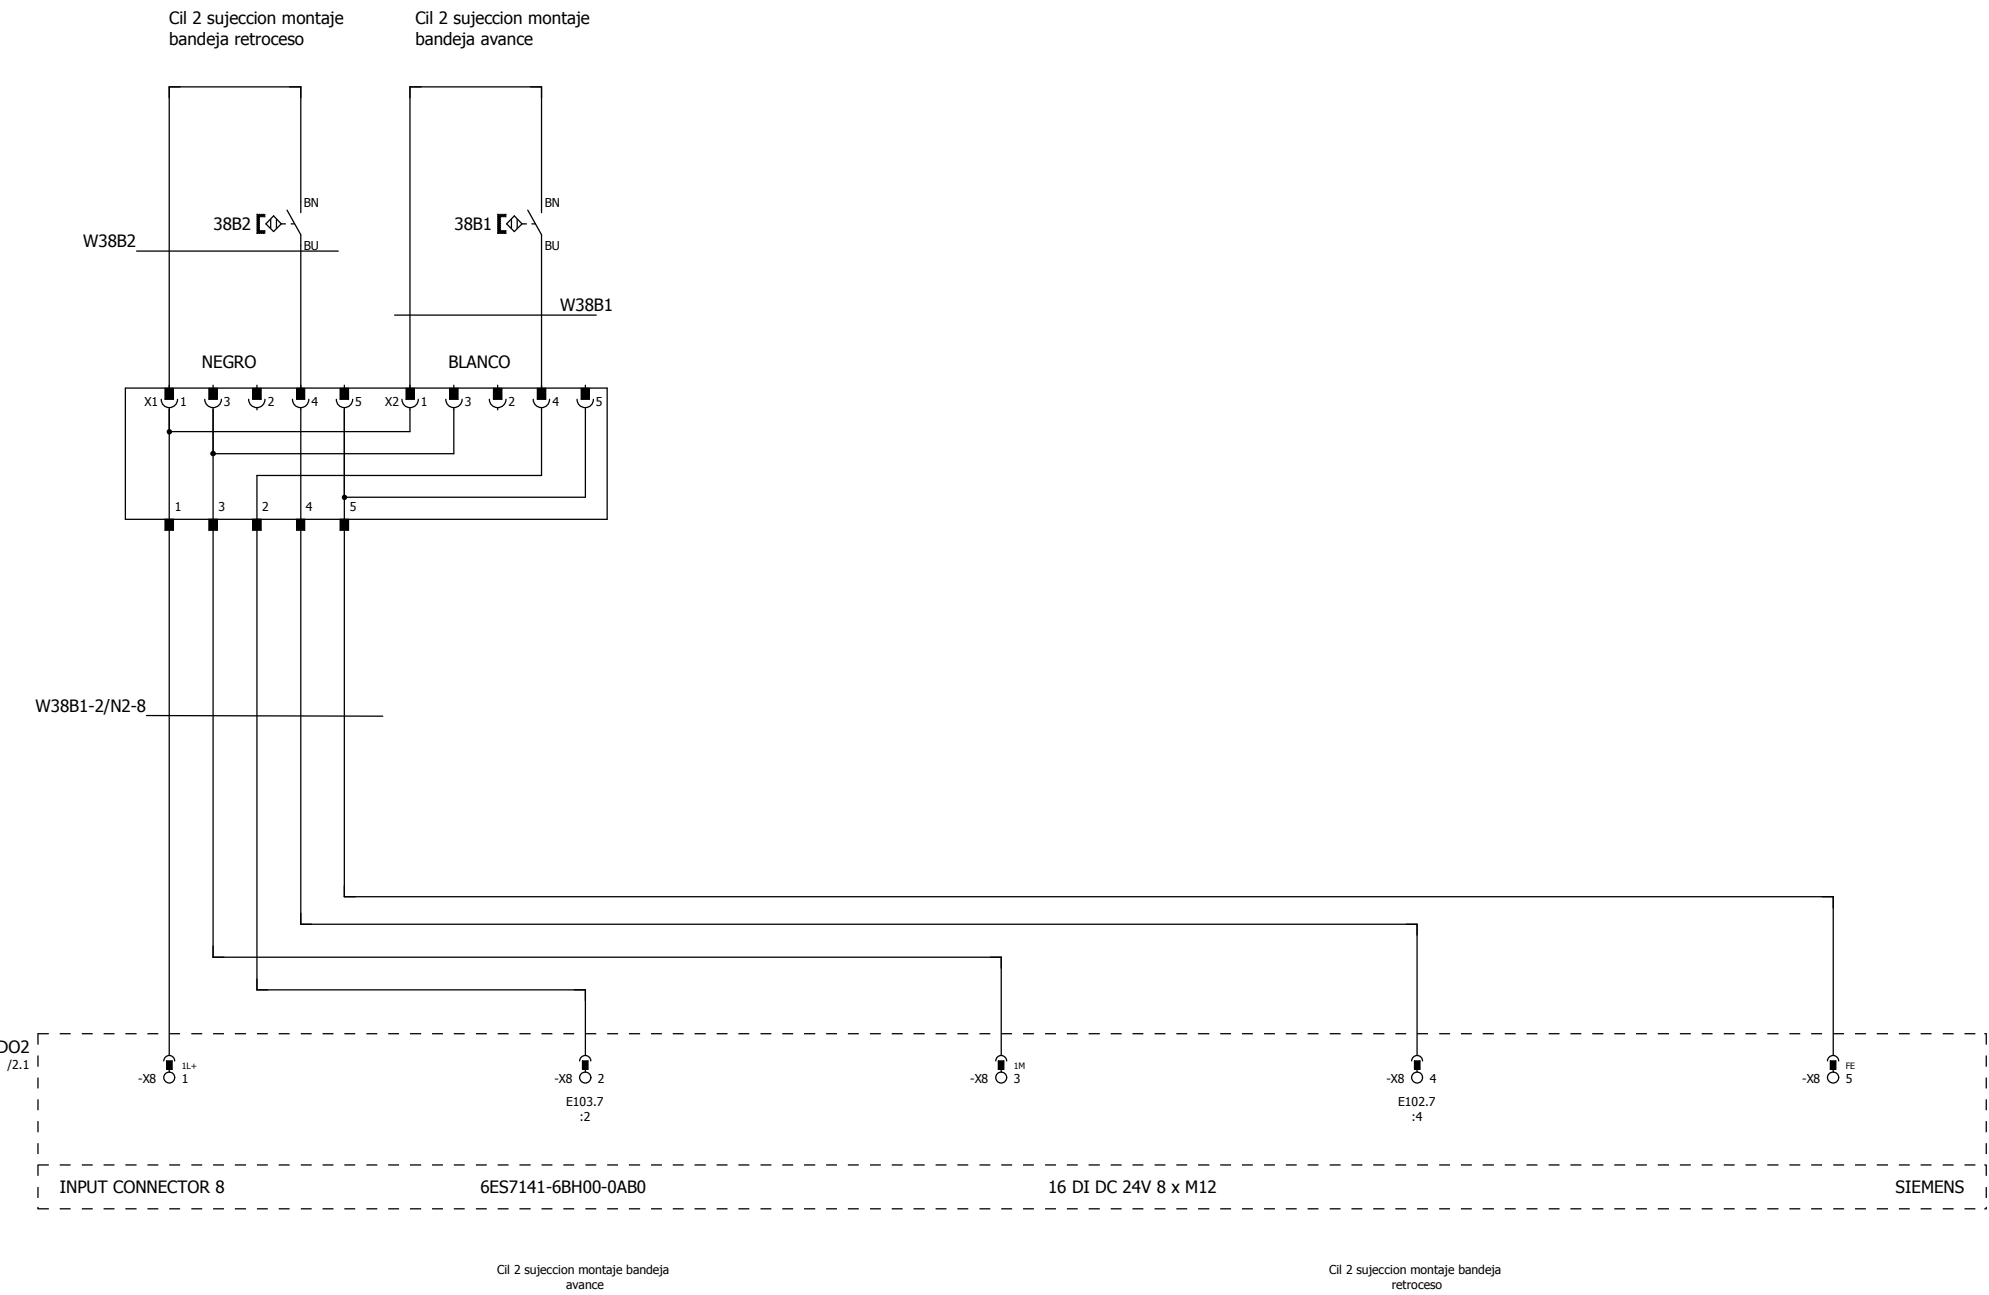 Cil 2 sujeccion montaje
bandeja retroceso
Cil 2 sujeccion montaje
bandeja avance
BN
BN
38B2
38B1
W38B2
BU
BU
W38B1
NEGRO
BLANCO
X1 1 3 2 4 5 X2 1 3 2 4 5
1 3 2 4 5
W38B1-2/N2-8
DO2
/2.1
1L+
-X8 1
-X8 2
E103.7
:2
1M
-X8 3
-X8 4
E102.7
:4
FE
-X8 5
INPUT CONNECTOR 8
6ES7141-6BH00-0AB0
16 DI DC 24V 8 x M12
SIEMENS
Cil 2 sujeccion montaje bandeja
avance
Cil 2 sujeccion montaje bandeja
retroceso